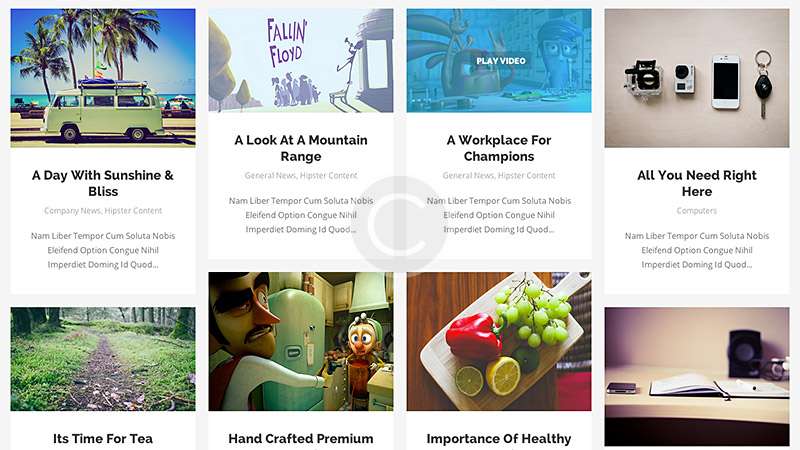 FALLIN'
FLOYD
PLAY VIDEO
A Day With Sunshine &
Bliss
Company News, Hipster Content
Nam Liber Tempor Cum Soluta Nobis
Eleifend Option Congue Nihil
Imperdiet Doming Id Quod...
A Look At A Mountain
Range
General News, Hipster Content
Nam Liber Tempor Cum Soluta Nobis
Eleifend Option Congue Nihil
Imperdiet Doming Id Quod...
A Workplace For
Champions
General News, Hipster Content
Nam Liber Tempor Cum Soluta Nobis
Eleifend Option Congue Nihil
Imperdiet Doming Id Quod...
All You Need Right
Here
Computers
Nam Liber Tempor Cum Soluta Nobis
Eleifend Option Congue Nihil
Imperdiet Doming Id Quod...
Its Time For Tea
Hand Crafted Premium
Importance Of Healthy